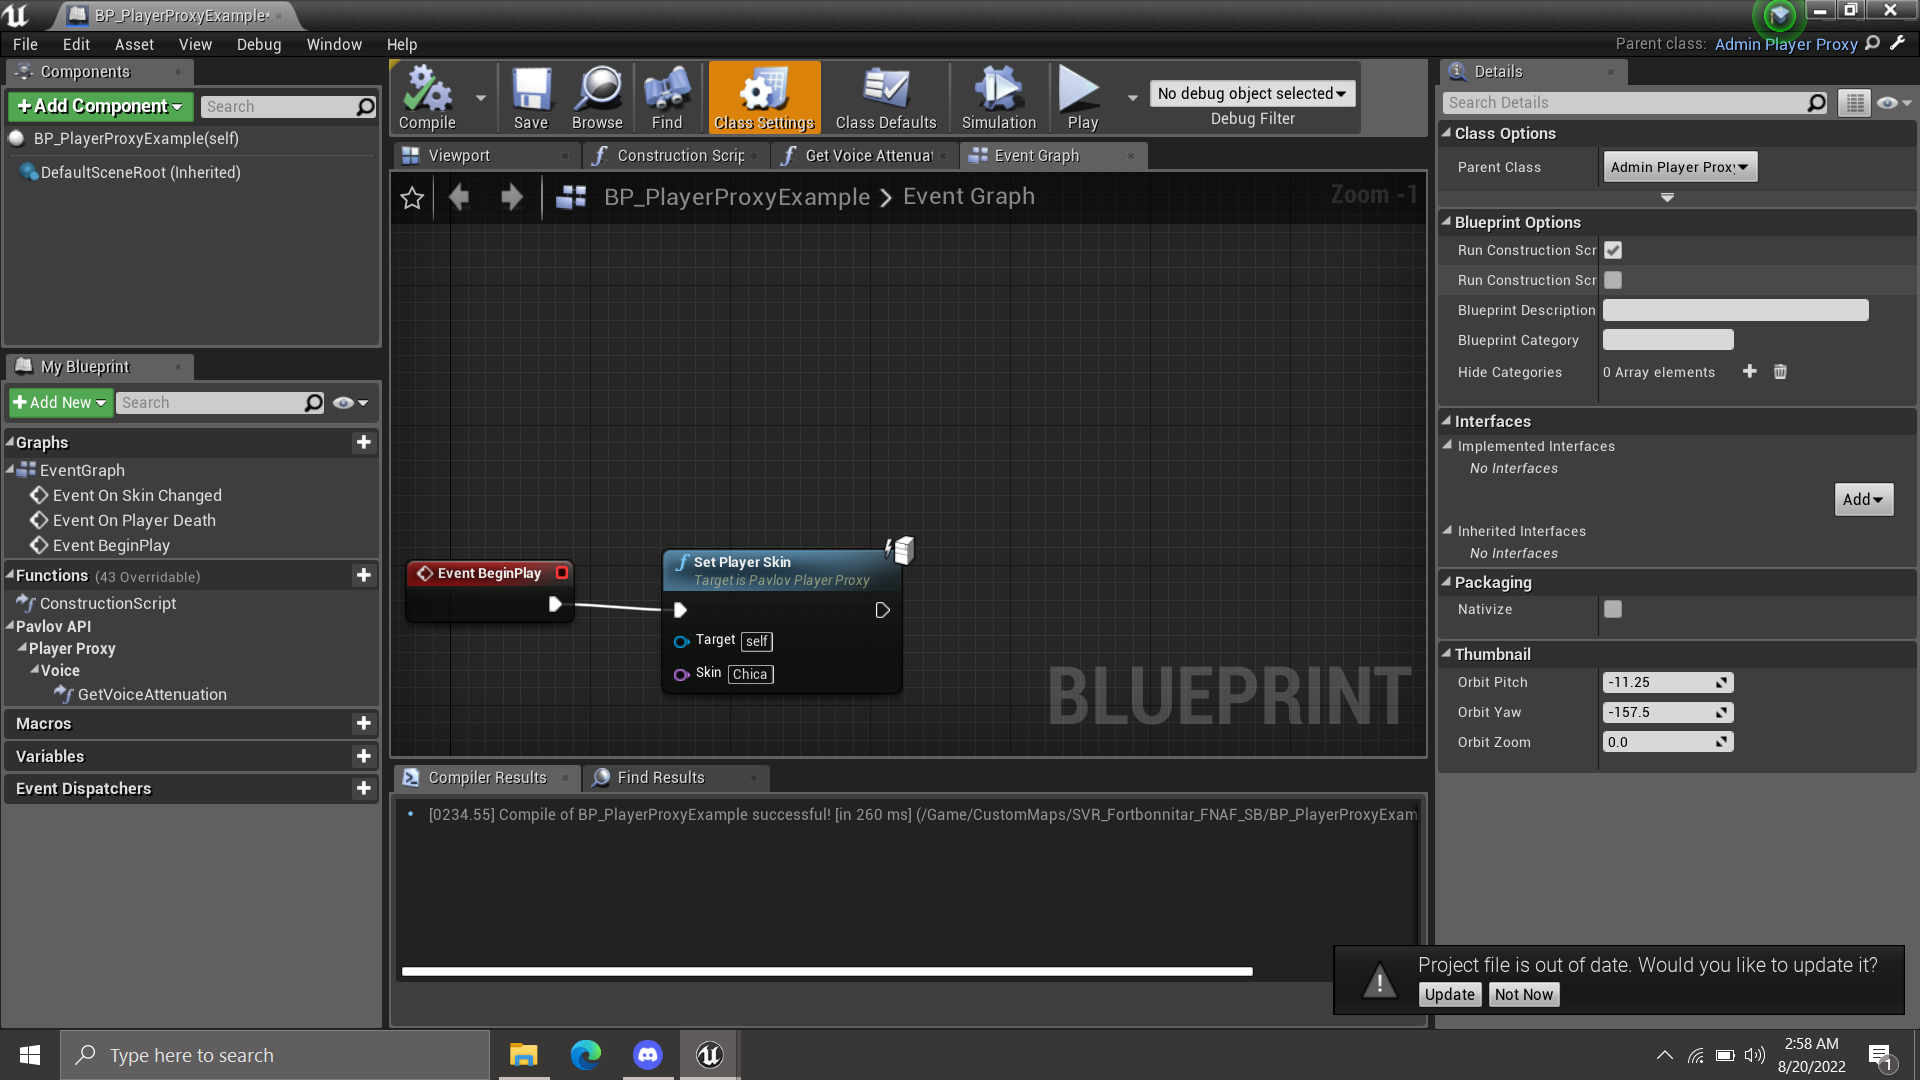 BP_PlayerProxyExample*
File Edit Asset View Debug Window Help
Parent class: Admin Player Proxy
Components
+Add Component
Search
BP_PlayerProxyExample(self)
DefaultSceneRoot (Inherited)
My Blueprint
Add New
Search
Graphs
EventGraph
Event On Skin Changed
Event On Player Death
Event BeginPlay
Functions (43 Overridable)
ConstructionScript
Pavlov API
Player Proxy
Voice
GetVoiceAttenuation
Macros
Variables
Event Dispatchers
Compile
Save
Browse
Find
Class Settings
Class Defaults
Simulation
Play
No debug object selected
Debug Filter
Viewport
Construction Scrip
Get Voice Attenuat
Event Graph
BP_PlayerProxyExample > Event Graph
Zoom -1
Event BeginPlay
Set Player Skin
Target is Pavlov Player Proxy
Target self
Skin Chica
BLUEPRINT
Compiler Results
Find Results
[0234.55] Compile of BP_PlayerProxyExample successful! [in 260 ms] (/Game/CustomMaps/SVR_Fortbonnitar_FNAF_SB/BP_PlayerProxyExam
Details
Search Details
Class Options
Parent Class Admin Player Prox
Blueprint Options
Run Construction Scr
Run Construction Scr
Blueprint Description
Blueprint Category
Hide Categories 0 Array elements
Interfaces
Implemented Interfaces
No Interfaces
Add
Inherited Interfaces
No Interfaces
Packaging
Nativize
Thumbnail
Orbit Pitch -11.25
Orbit Yaw -157.5
Orbit Zoom 0.0
Project file is out of date. Would you like to update it?
Update Not Now
Type here to search
2:58 AM
8/20/2022
1